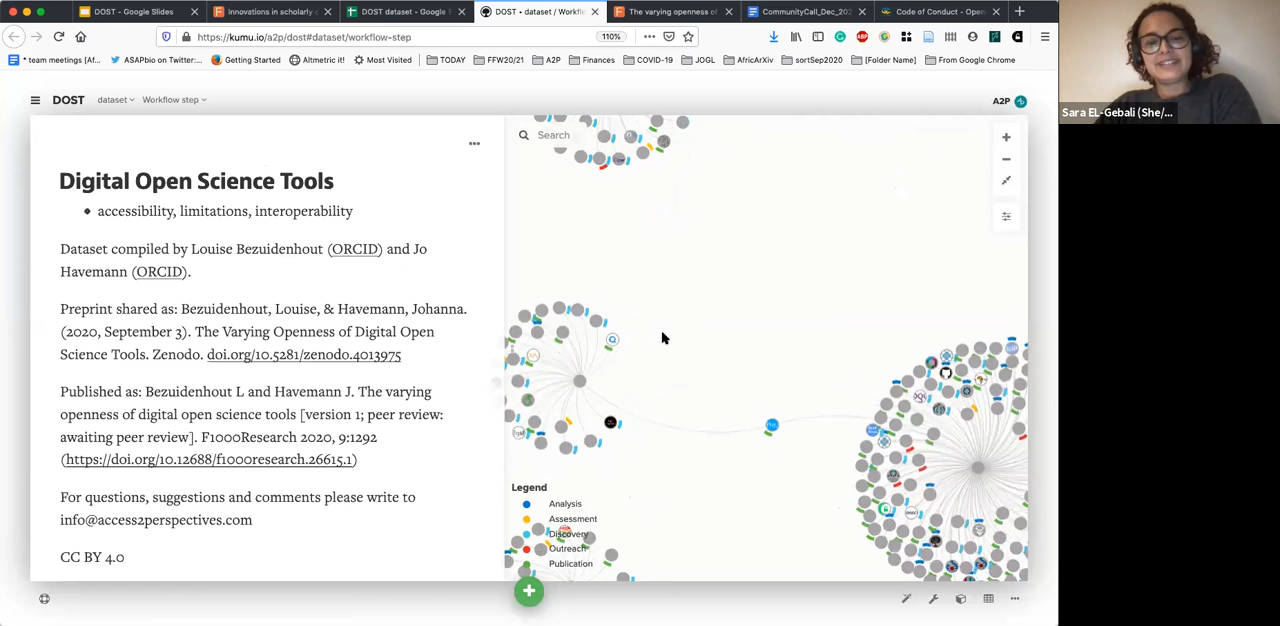 DOST - Google Slides
Innovations in scholarly c
DOST dataset - Google S
DOST • dataset / Workfl
The varying openness of
CommunityCall_Dec_202
Code of Conduct - Open
https://kumu.io/a2p/dost#dataset/workflow-step
110%
* team meetings [Af...
ASAPbio on Twitter:...
Getting Started
Altmetric it!
Most Visited
TODAY
FFW20/21
A2P
Finances
COVID-19
JOGL
AfricArXiv
sortSep2020
[Folder Name]
From Google Chrome
DOST
dataset
Workflow step
A2P
Search
Digital Open Science Tools
• accessibility, limitations, interoperability
Dataset compiled by Louise Bezuidenhout (ORCID) and Jo
Havemann (ORCID).
Preprint shared as: Bezuidenhout, Louise, & Havemann, Johanna.
(2020, September 3). The Varying Openness of Digital Open
Science Tools. Zenodo. doi.org/10.5281/zenodo.4013975
Published as: Bezuidenhout L and Havemann J. The varying
openness of digital open science tools [version 1; peer review:
awaiting peer review]. F1000Research 2020, 9:1292
(https://doi.org/10.12688/f1000research.26615.1)
For questions, suggestions and comments please write to
info@access2perspectives.com
CC BY 4.0
Legend
Analysis
Assessment
Discovery
Outreach
Publication
Sara EL-Gebali (She/...